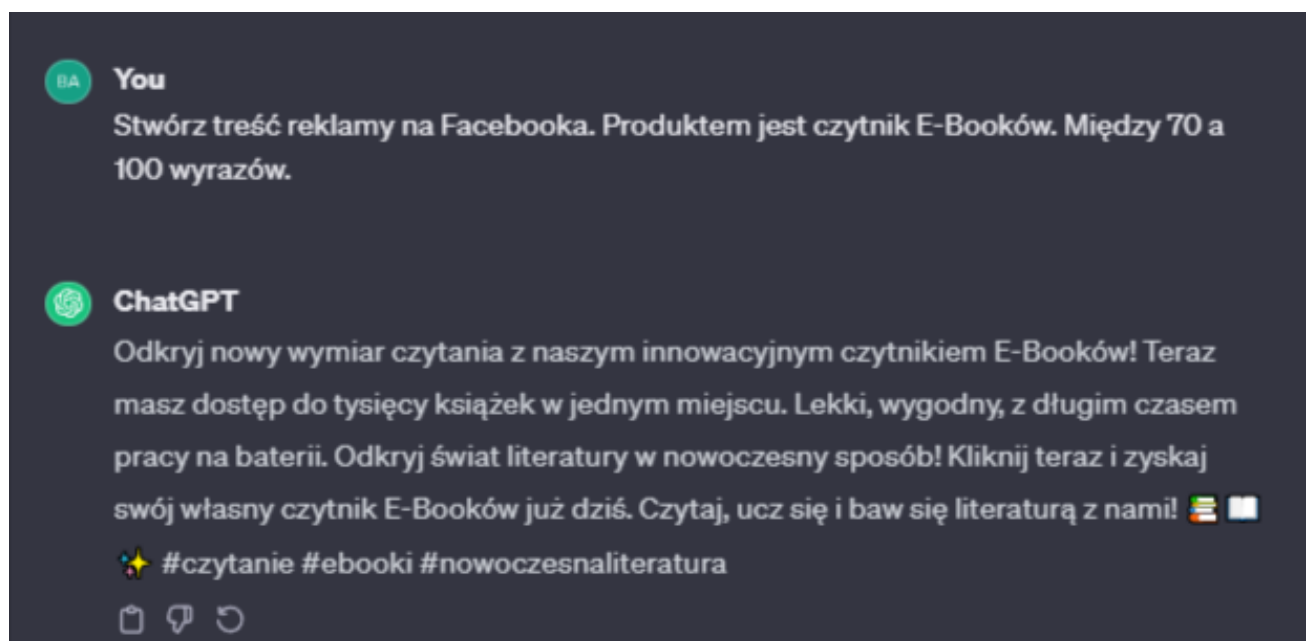 BA You
Stwórz treść reklamy na Facebooka. Produktem jest czytnik E-Booków. Między 70 a
100 wyrazów.
ChatGPT
Odkryj nowy wymiar czytania z naszym innowacyjnym czytnikiem E-Booków! Teraz
masz dostęp do tysięcy książek w jednym miejscu. Lekki, wygodny, z długim czasem
pracy na baterii. Odkryj świat literatury w nowoczesny sposób! Kliknij teraz i zyskaj
swój własny czytnik E-Booków już dziś. Czytaj, ucz się i baw się literaturą z nami! 📚 📖
✨ #czytanie #ebooki #nowoczesnaliteratura